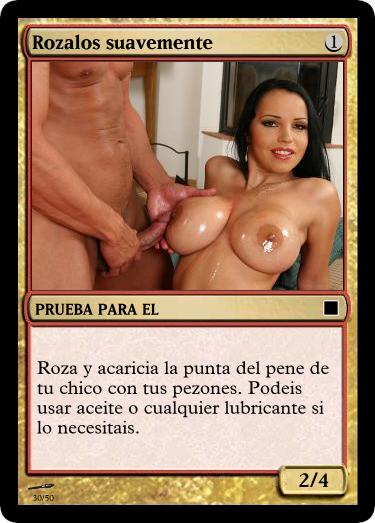 Rozalos suavemente 1
PRUEBA PARA EL
Roza y acaricia la punta del pene de
tu chico con tus pezones. Podeis
usar aceite o cualquier lubricante si
lo necesitais.
2/4
30/50